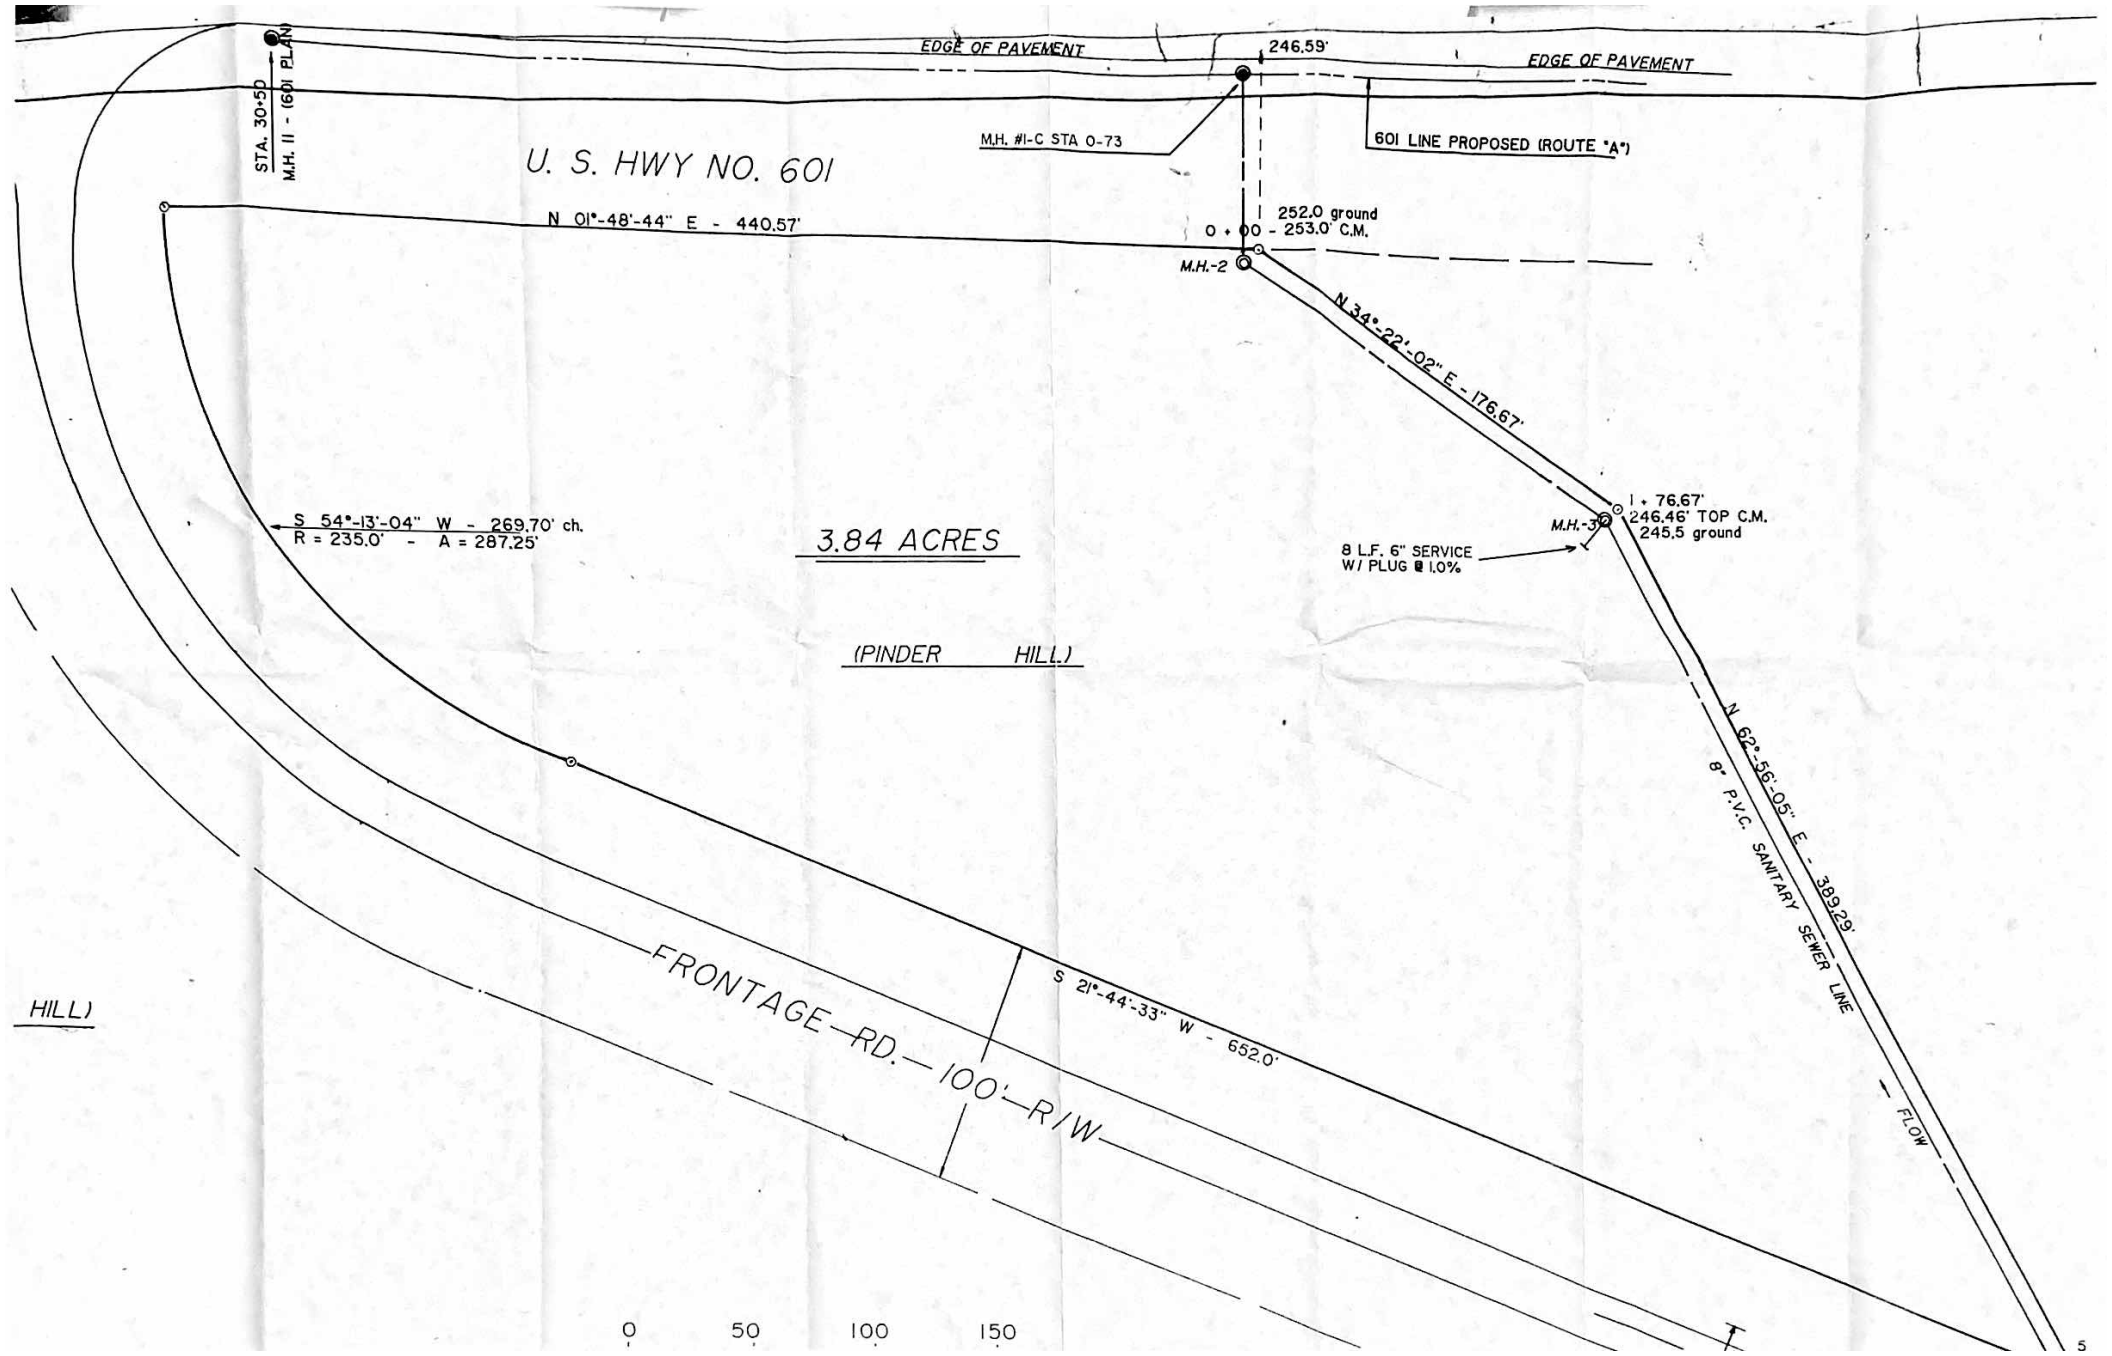 EDGE OF PAVEMENT
246.59'
EDGE OF PAVEMENT
STA. 30+50
M.H. 11 - (601 PLAN)
M.H. #1-C STA 0-73
601 LINE PROPOSED (ROUTE "A")
U. S. HWY NO. 601
N 01°-48'-44" E - 440.57'
252.0 ground
0 + 00 - 253.0' C.M.
M.H.-2
N 34°-22'-02" E - 176.67'
1 + 76.67'
246.46' TOP C.M.
245.5 ground
M.H.-3
8 L.F. 6" SERVICE
W/ PLUG @ 1.0%
S 54°-13'-04" W - 269.70' ch.
R = 235.0' - A = 287.25'
3.84 ACRES
(PINDER HILL)
N 62°-56'-05" E - 389.29'
8" P.V.C. SANITARY SEWER LINE
FLOW
HILL)
FRONTAGE RD. 100' R/W
S 21°-44'-33" W - 652.0'
0 50 100 150
5